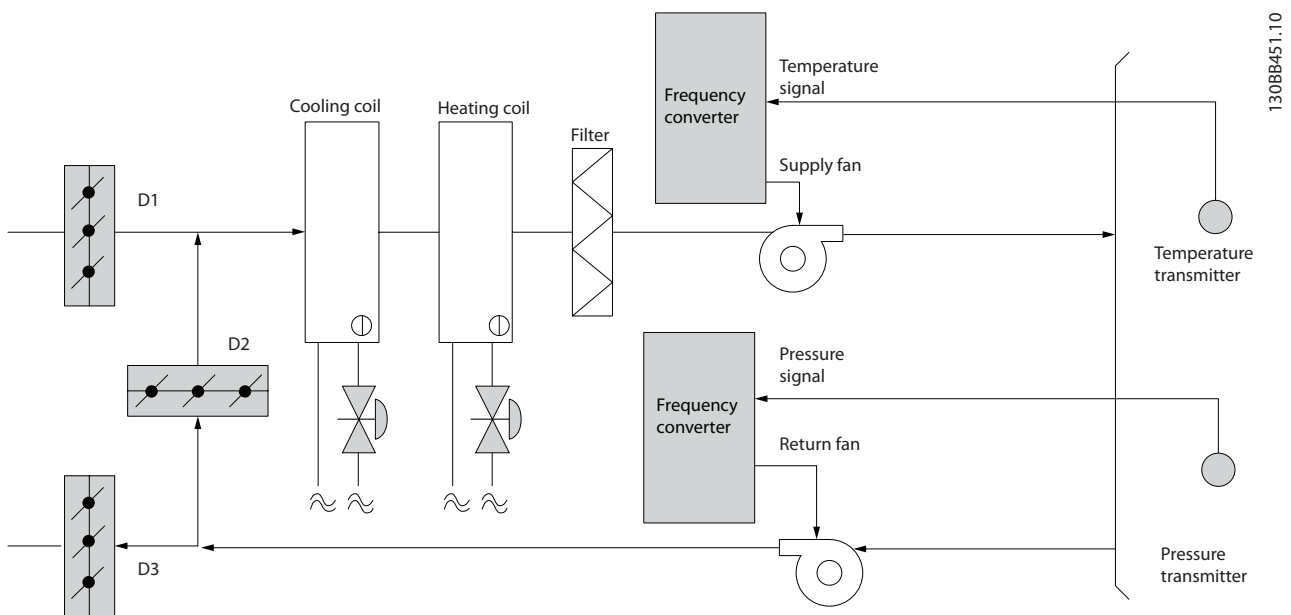 130BB451.10
Temperature
signal
Frequency
converter
Cooling coil
Heating coil
Filter
Supply fan
D1
Temperature
transmitter
D2
Pressure
signal
Frequency
converter
Return fan
D3
Pressure
transmitter